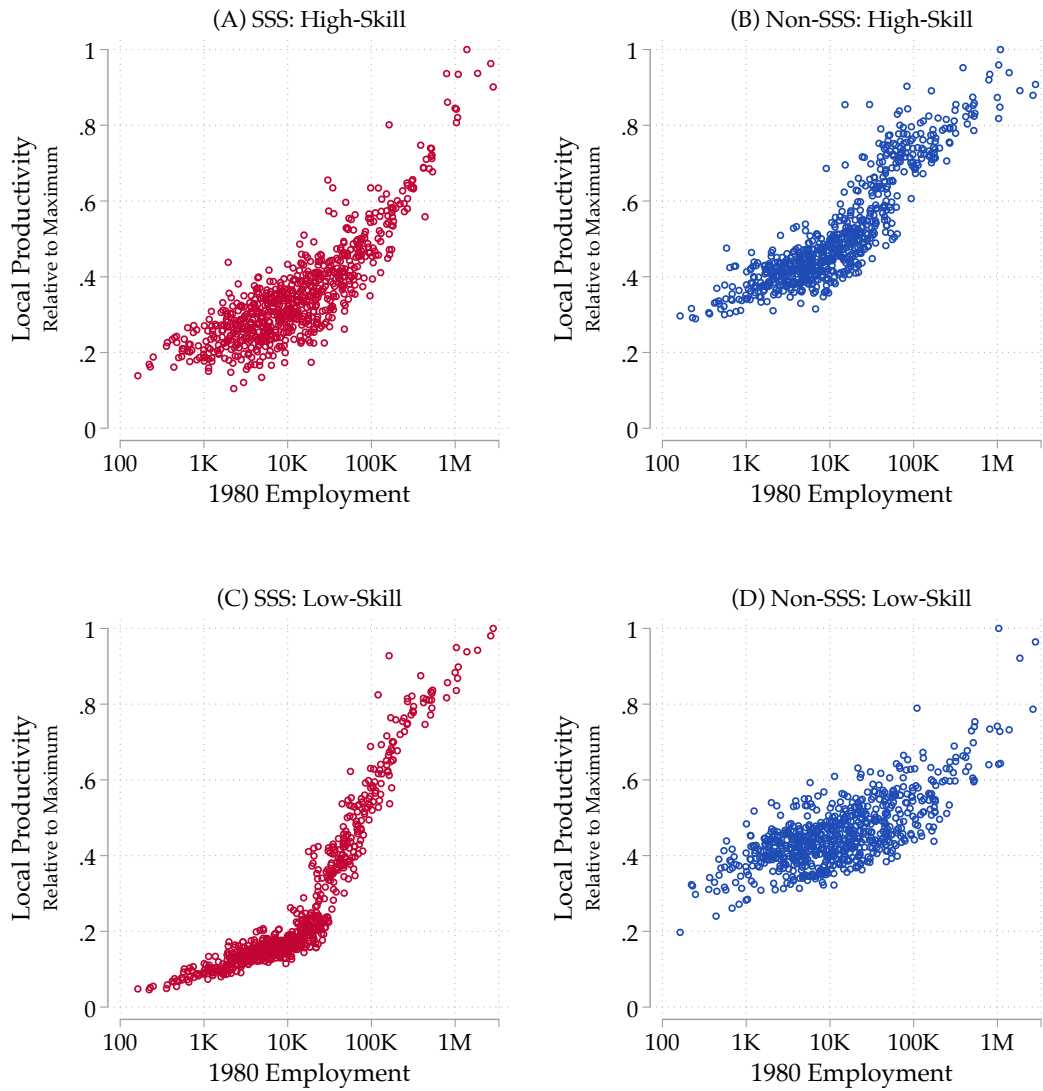 (A) SSS: High-Skill
Local Productivity
Relative to Maximum
1
.8
.6
.4
.2
0
100 1K 10K 100K 1M
1980 Employment
(B) Non-SSS: High-Skill
Local Productivity
Relative to Maximum
1
.8
.6
.4
.2
0
100 1K 10K 100K 1M
1980 Employment
(C) SSS: Low-Skill
Local Productivity
Relative to Maximum
1
.8
.6
.4
.2
0
100 1K 10K 100K 1M
1980 Employment
(D) Non-SSS: Low-Skill
Local Productivity
Relative to Maximum
1
.8
.6
.4
.2
0
100 1K 10K 100K 1M
1980 Employment